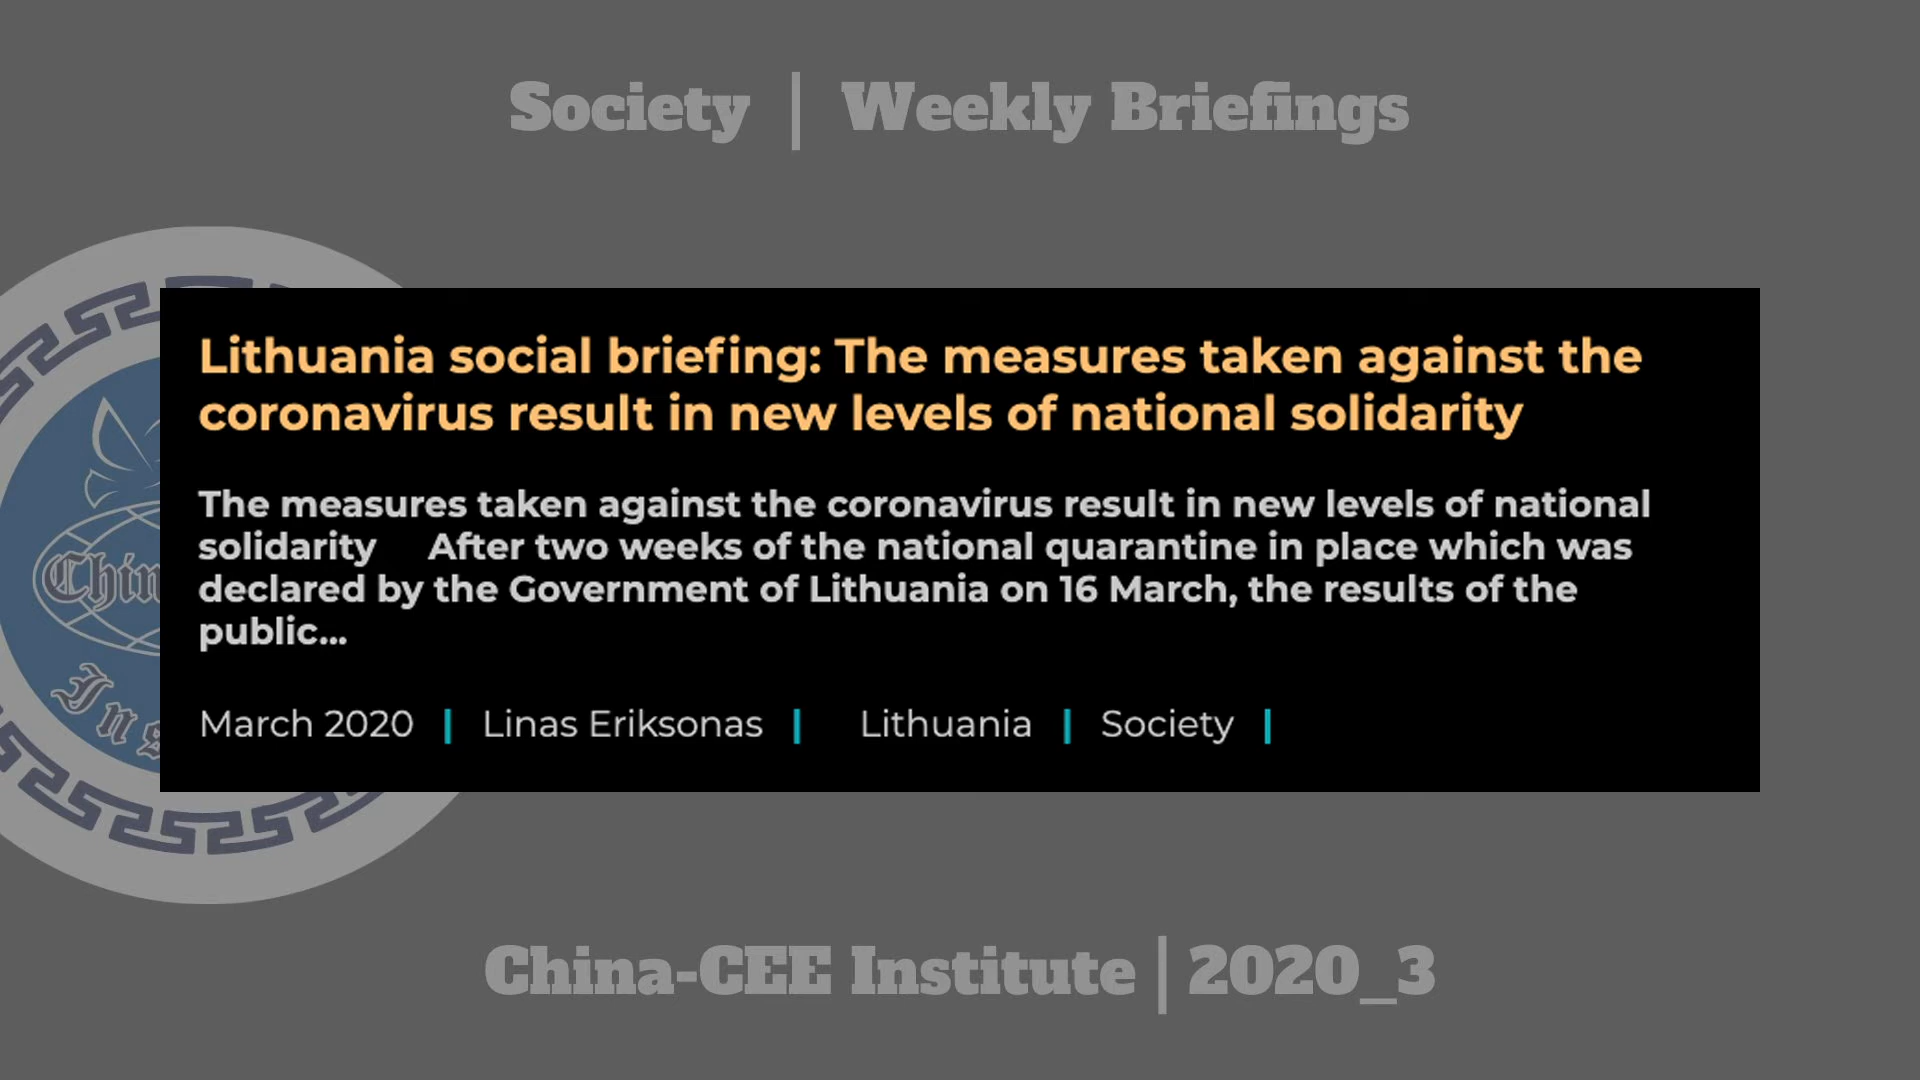 Society | Weekly Briefings
Lithuania social briefing: The measures taken against the
coronavirus result in new levels of national solidarity
The measures taken against the coronavirus result in new levels of national
solidarity After two weeks of the national quarantine in place which was
declared by the Government of Lithuania on 16 March, the results of the
public...
March 2020 | Linas Eriksonas | Lithuania | Society |
China-CEE Institute | 2020_3